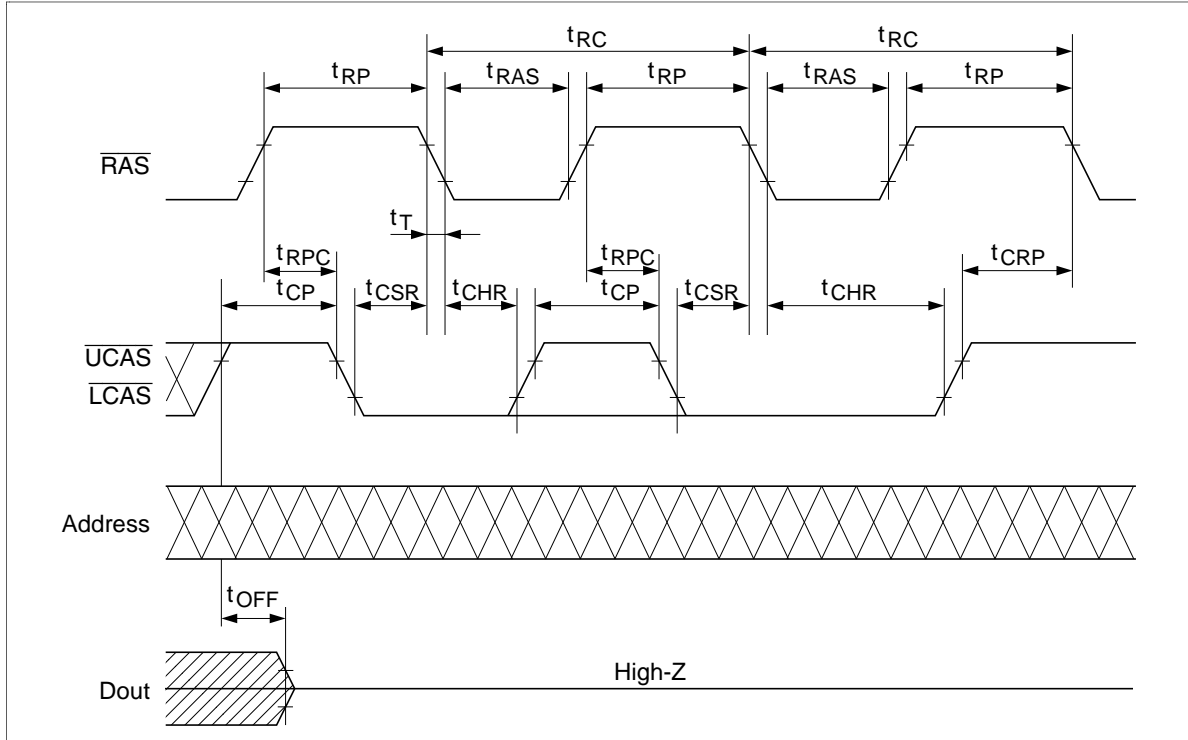 tRC tRC
tRP tRAS tRP tRAS tRP
RAS
tT
tRPC tRPC tCRP
tCP tCSR tCHR tCP tCSR tCHR
UCAS
LCAS
Address
tOFF
High-Z
Dout